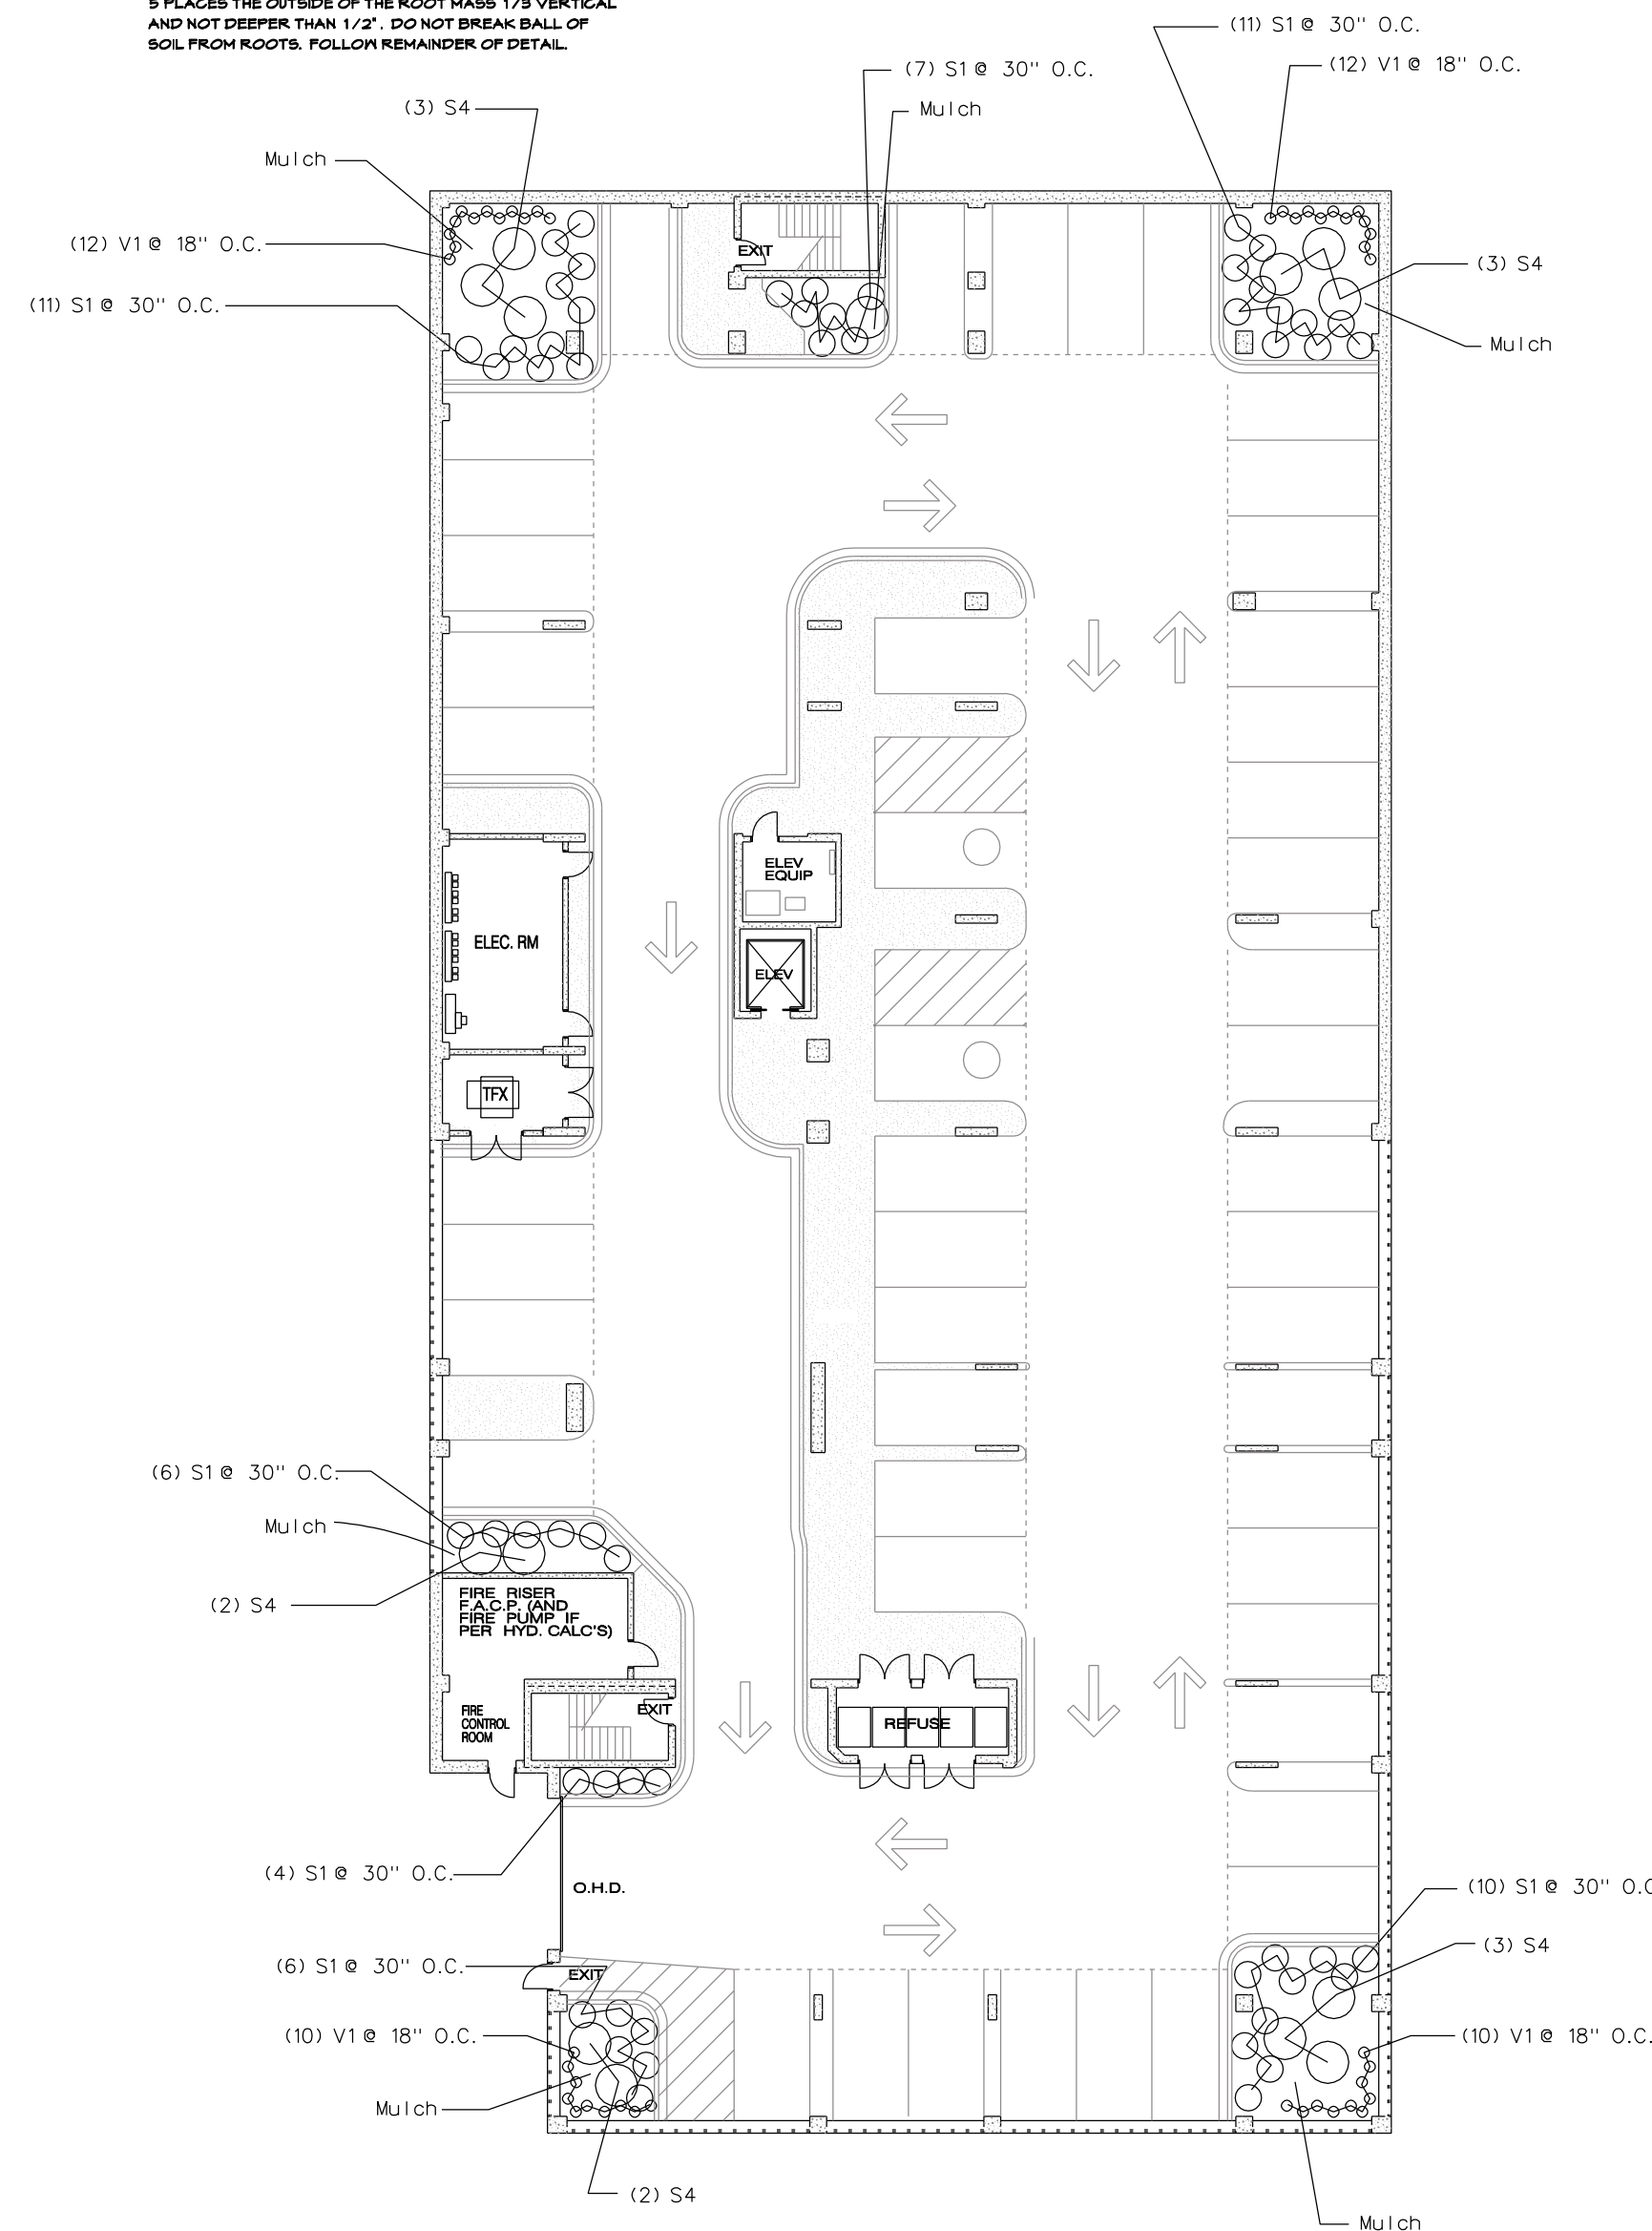 5 PLACES THE OUTSIDE OF THE ROOT MASS 1/3 VERTICAL
AND NOT DEEPER THAN 1/2". DO NOT BREAK BALL OF
SOIL FROM ROOTS. FOLLOW REMAINDER OF DETAIL.
(11) S1 @ 30" O.C.
(12) V1 @ 18" O.C.
(7) S1 @ 30" O.C.
Mulch
(3) S4
Mulch
(12) V1 @ 18" O.C.
(11) S1 @ 30" O.C.
EXIT
(3) S4
Mulch
ELEV
EQUIP
ELEC. RM
ELEV
TFX
(6) S1 @ 30" O.C.
Mulch
(2) S4
FIRE RISER
F.A.C.P. (AND
FIRE PUMP IF
PER HYD. CALC'S)
FIRE
CONTROL
ROOM
EXIT
REFUSE
(4) S1 @ 30" O.C.
O.H.D.
(10) S1 @ 30" O.C
(3) S4
(6) S1 @ 30" O.C.
EXIT
(10) V1 @ 18" O.C.
(10) V1 @ 18" O.C.
Mulch
(2) S4
Mulch